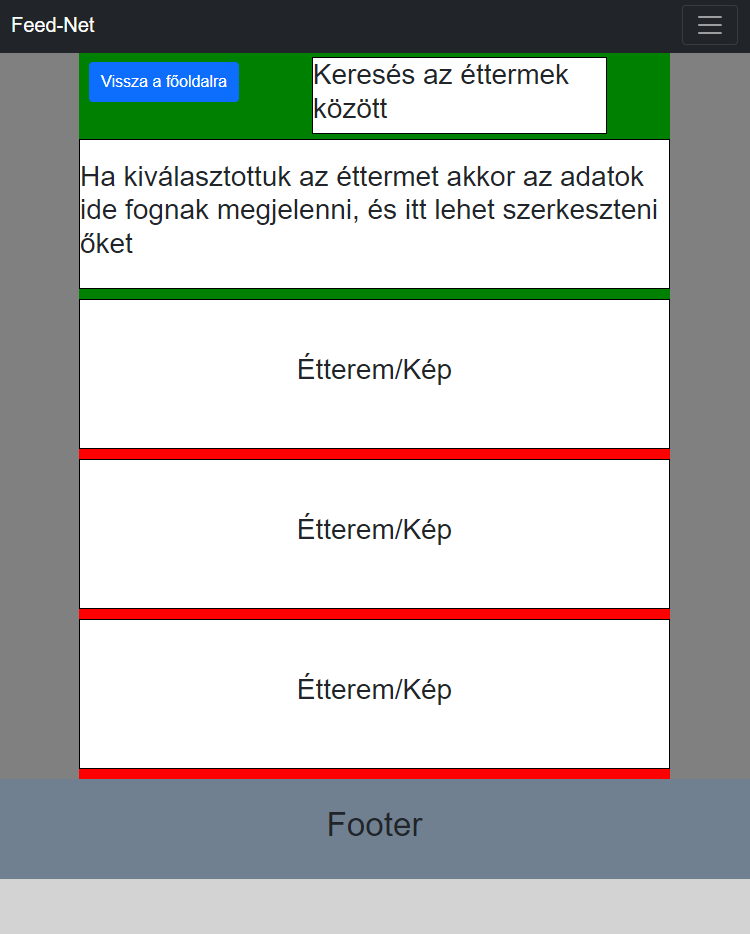 Feed-Net
Vissza a főoldalra
Keresés az éttermek
között
Ha kiválasztottuk az éttermet akkor az adatok
ide fognak megjelenni, és itt lehet szerkeszteni
őket
Étterem/Kép
Étterem/Kép
Étterem/Kép
Footer